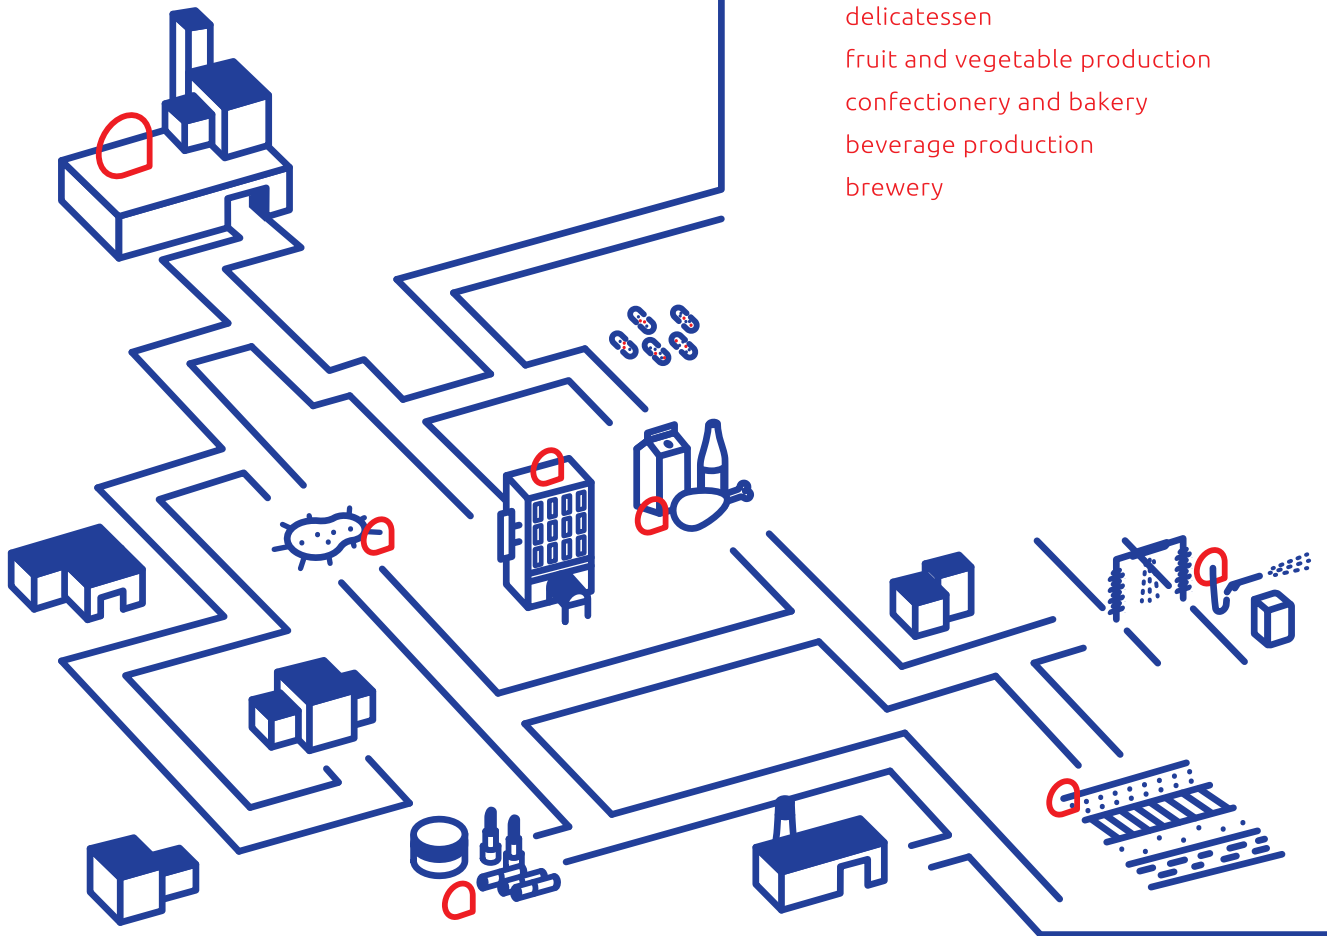 delicatessen
fruit and vegetable production
confectionery and bakery
beverage production
brewery